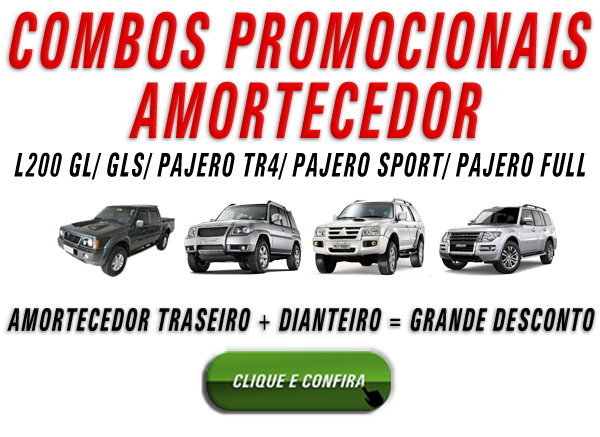 COMBOS PROMOCIONAIS
AMORTECEDOR
L200 GL/ GLS/ PAJERO TR4/ PAJERO SPORT/ PAJERO FULL
AMORTECEDOR TRASEIRO + DIANTEIRO = GRANDE DESCONTO
CLIQUE E CONFIRA